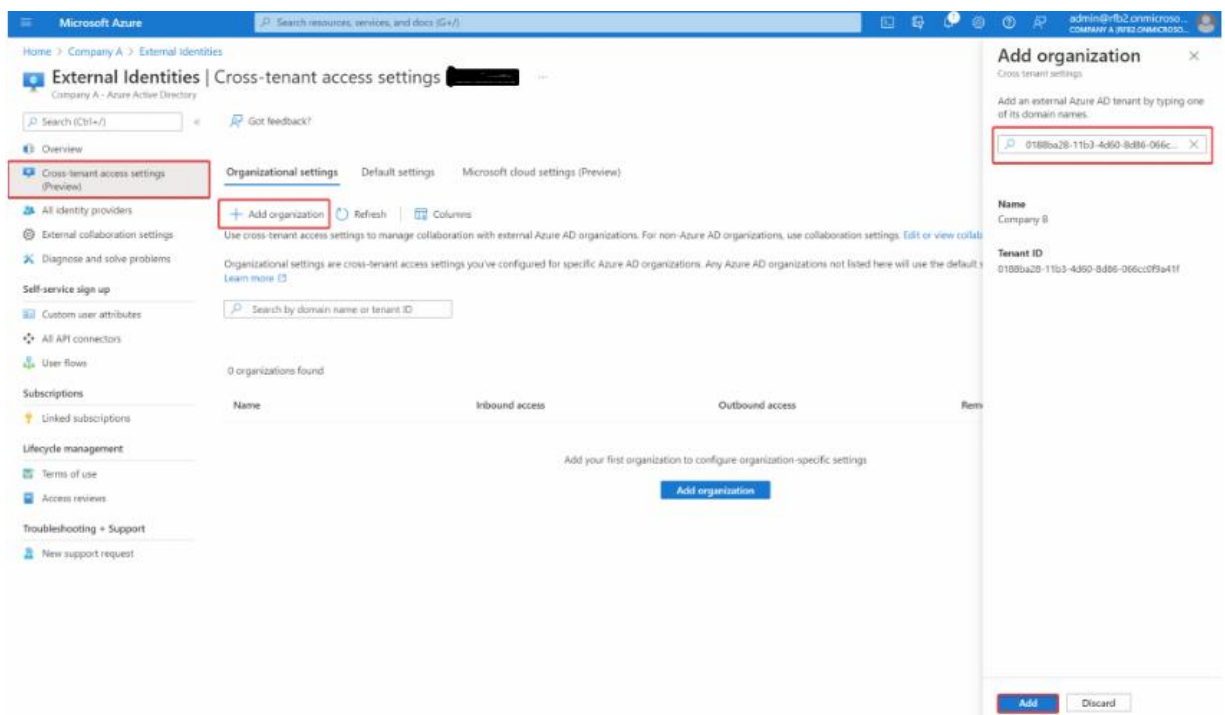 Microsoft Azure
Search resources, services, and docs (G+/)
admin@rfb2.onmicroso...
COMPANY A (RFB2.ONMICROSO...
Home > Company A > External Identities
External Identities | Cross-tenant access settings ...
Company A - Azure Active Directory
Search (Ctrl+/)
«
Got feedback?
Overview
Cross-tenant access settings
(Preview)
All identity providers
External collaboration settings
Diagnose and solve problems
Self-service sign up
Custom user attributes
All API connectors
User flows
Subscriptions
Linked subscriptions
Lifecycle management
Terms of use
Access reviews
Troubleshooting + Support
New support request
Organizational settings
Default settings
Microsoft cloud settings (Preview)
+ Add organization
Refresh
Columns
Use cross-tenant access settings to manage collaboration with external Azure AD organizations. For non-Azure AD organizations, use collaboration settings. Edit or view collab
Organizational settings are cross-tenant access settings you've configured for specific Azure AD organizations. Any Azure AD organizations not listed here will use the default s
Learn more
Search by domain name or tenant ID
0 organizations found
Name
Inbound access
Outbound access
Rem
Add your first organization to configure organization-specific settings
Add organization
Add organization
Cross tenant settings
Add an external Azure AD tenant by typing one
of its domain names.
0188ba28-11b3-4d60-8d86-066c...
Name
Company B
Tenant ID
0188ba28-11b3-4d60-8d86-066cc0f9a41f
Add
Discard